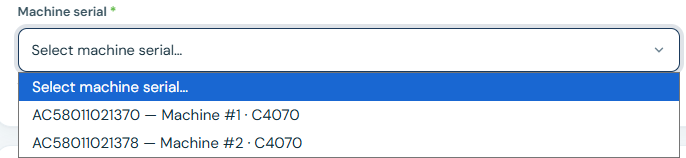 Machine serial *
Select machine serial...
Select machine serial...
AC58011021370 — Machine #1 · C4070
AC58011021378 — Machine #2 · C4070